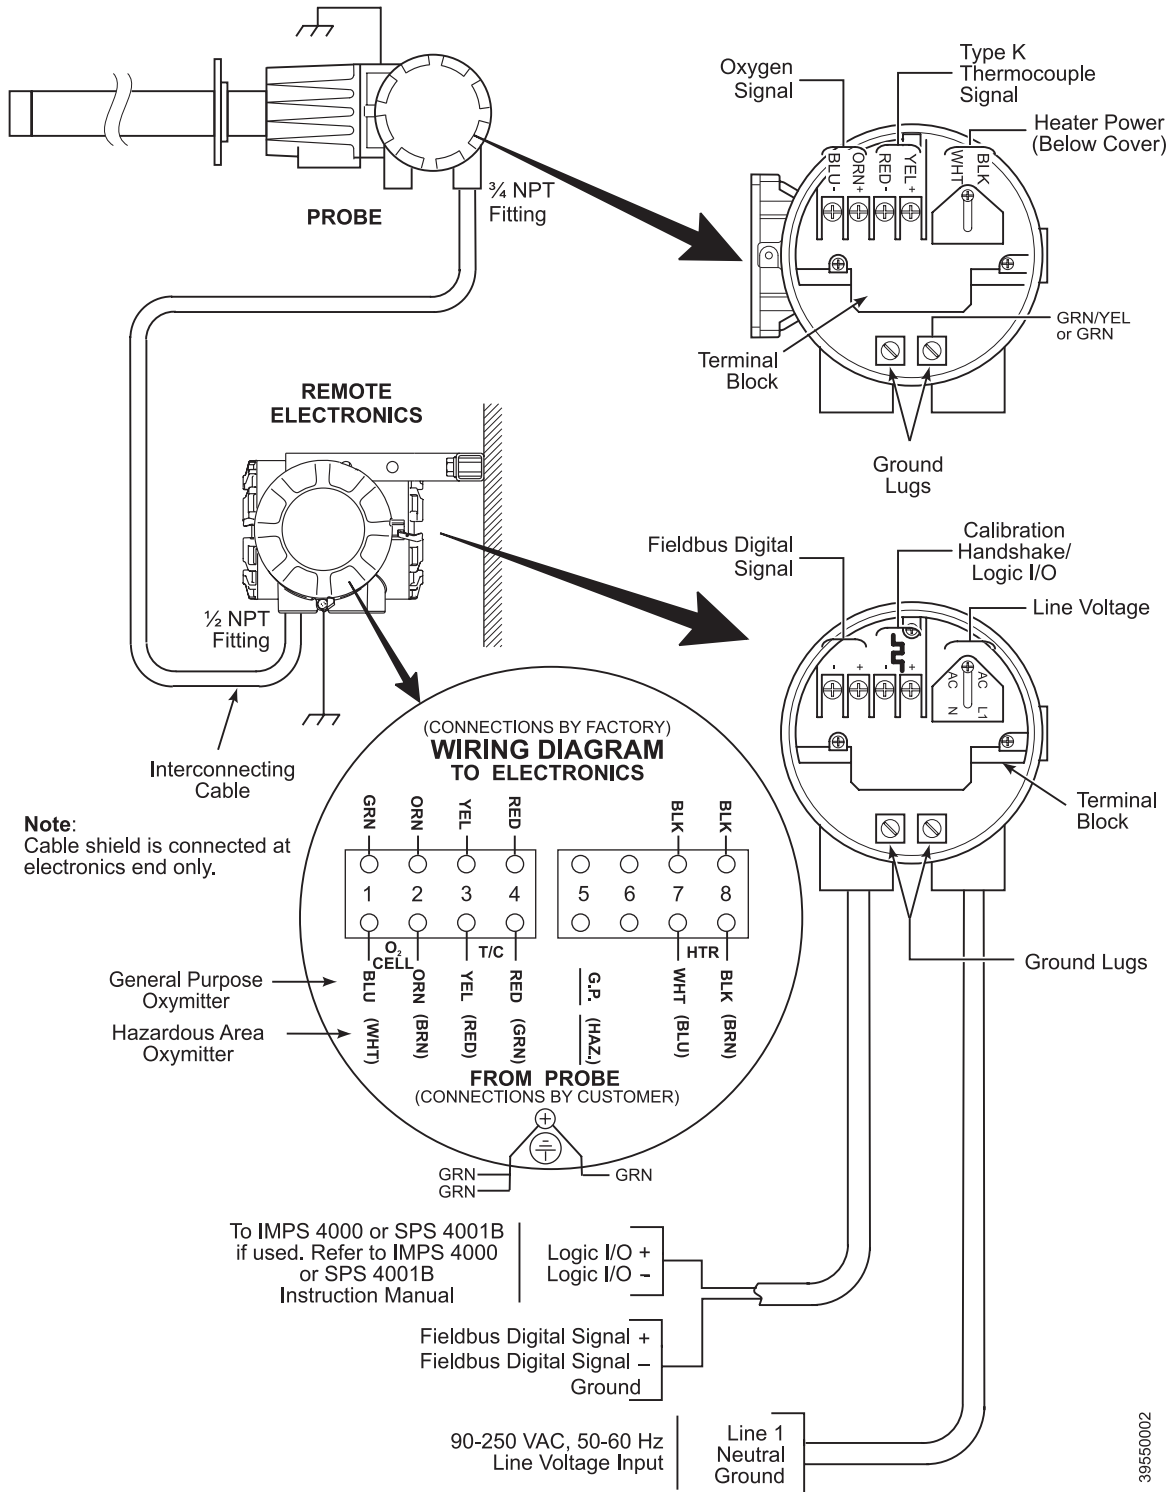 Oxygen
Signal
Type K
Thermocouple
Signal
Heater Power
(Below Cover)
BLU-
ORN+
RED-
YEL+
WHT
BLK
¾ NPT
Fitting
PROBE
GRN/YEL
or GRN
Terminal
Block
Ground
Lugs
REMOTE
ELECTRONICS
Fieldbus Digital
Signal
Calibration
Handshake/
Logic I/O
Line Voltage
½ NPT
Fitting
- + - +
AC N
AC L1
Interconnecting
Cable
Terminal
Block
Note:
Cable shield is connected at
electronics end only.
Ground Lugs
(CONNECTIONS BY FACTORY)
WIRING DIAGRAM
TO ELECTRONICS
GRN ORN YEL RED BLK BLK
1 2 3 4 5 6 7 8
O₂
CELL
T/C
HTR
General Purpose
Oxymitter
BLU ORN YEL RED G.P. WHT BLK
Hazardous Area
Oxymitter
(WHT) (BRN) (RED) (GRN) (HAZ.) (BLU) (BRN)
FROM PROBE
(CONNECTIONS BY CUSTOMER)
GRN
GRN
GRN
To IMPS 4000 or SPS 4001B
if used. Refer to IMPS 4000
or SPS 4001B
Instruction Manual
Logic I/O +
Logic I/O -
Fieldbus Digital Signal +
Fieldbus Digital Signal -
Ground
90-250 VAC, 50-60 Hz
Line Voltage Input
Line 1
Neutral
Ground
39550002